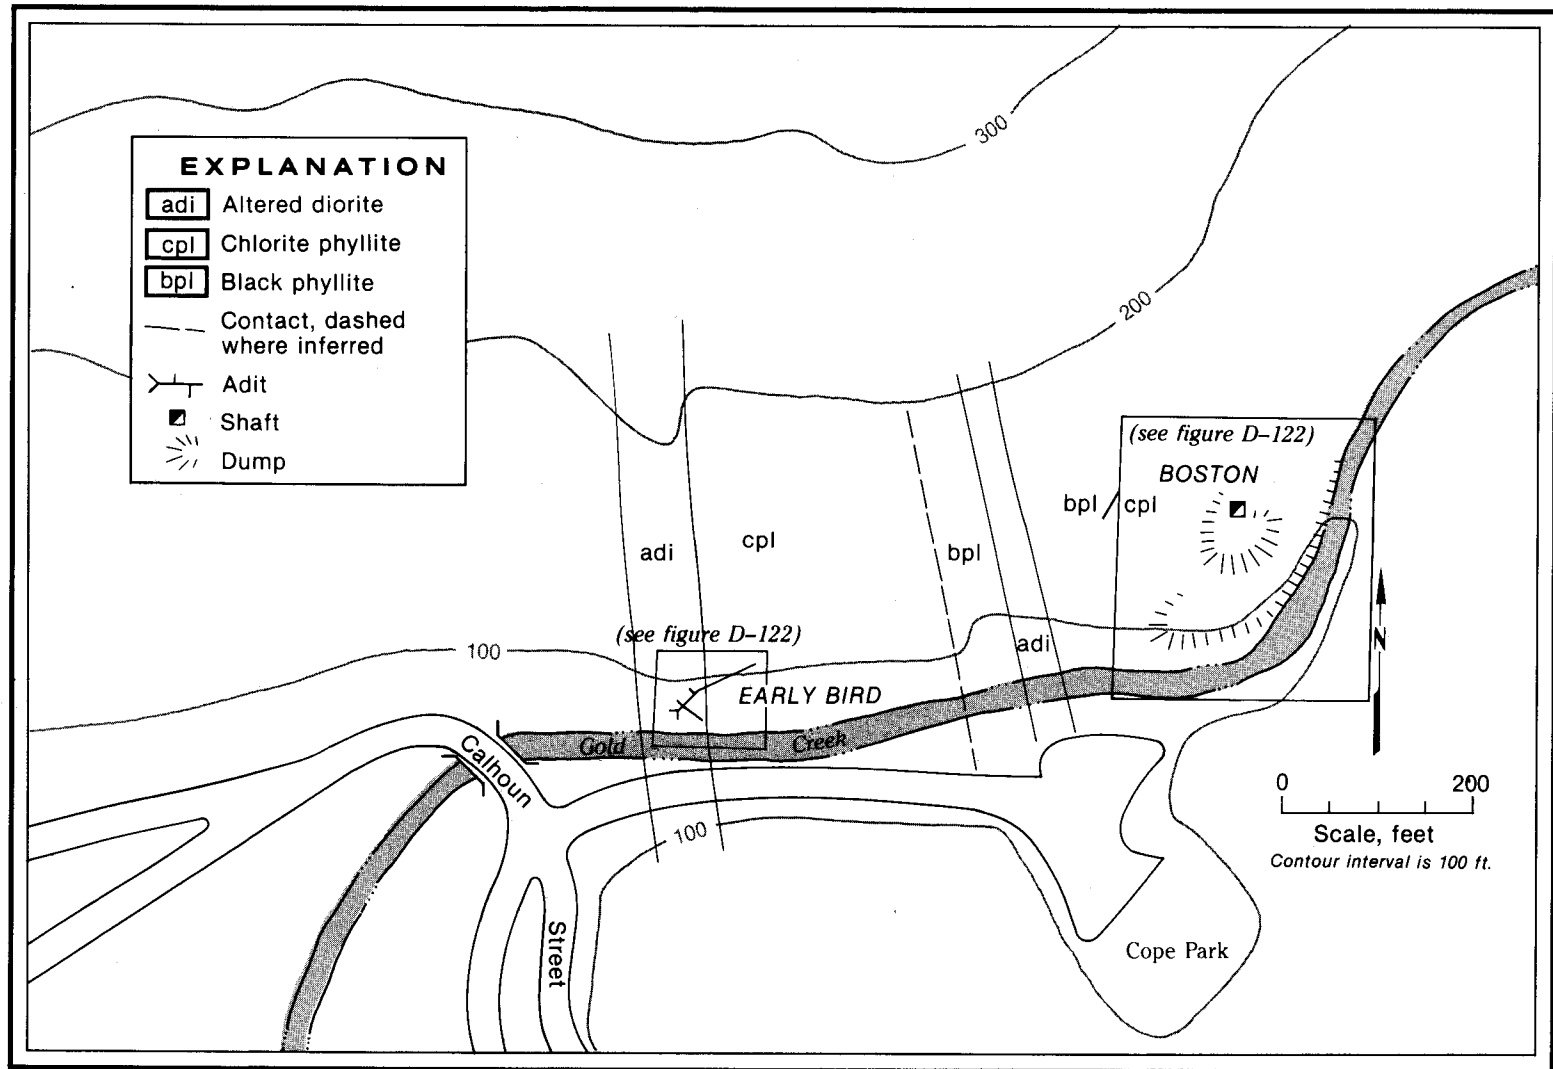 300
EXPLANATION
adi Altered diorite
cpl Chlorite phyllite
bpl Black phyllite
Contact, dashed
where inferred
Adit
Shaft
Dump
200
(see figure D-122)
BOSTON
bpl cpl
adi
cpl
bpl
(see figure D-122)
100
adi
N
EARLY BIRD
Gold Creek
Calhoun
Street
100
0 200
Scale, feet
Contour interval is 100 ft.
Cope Park